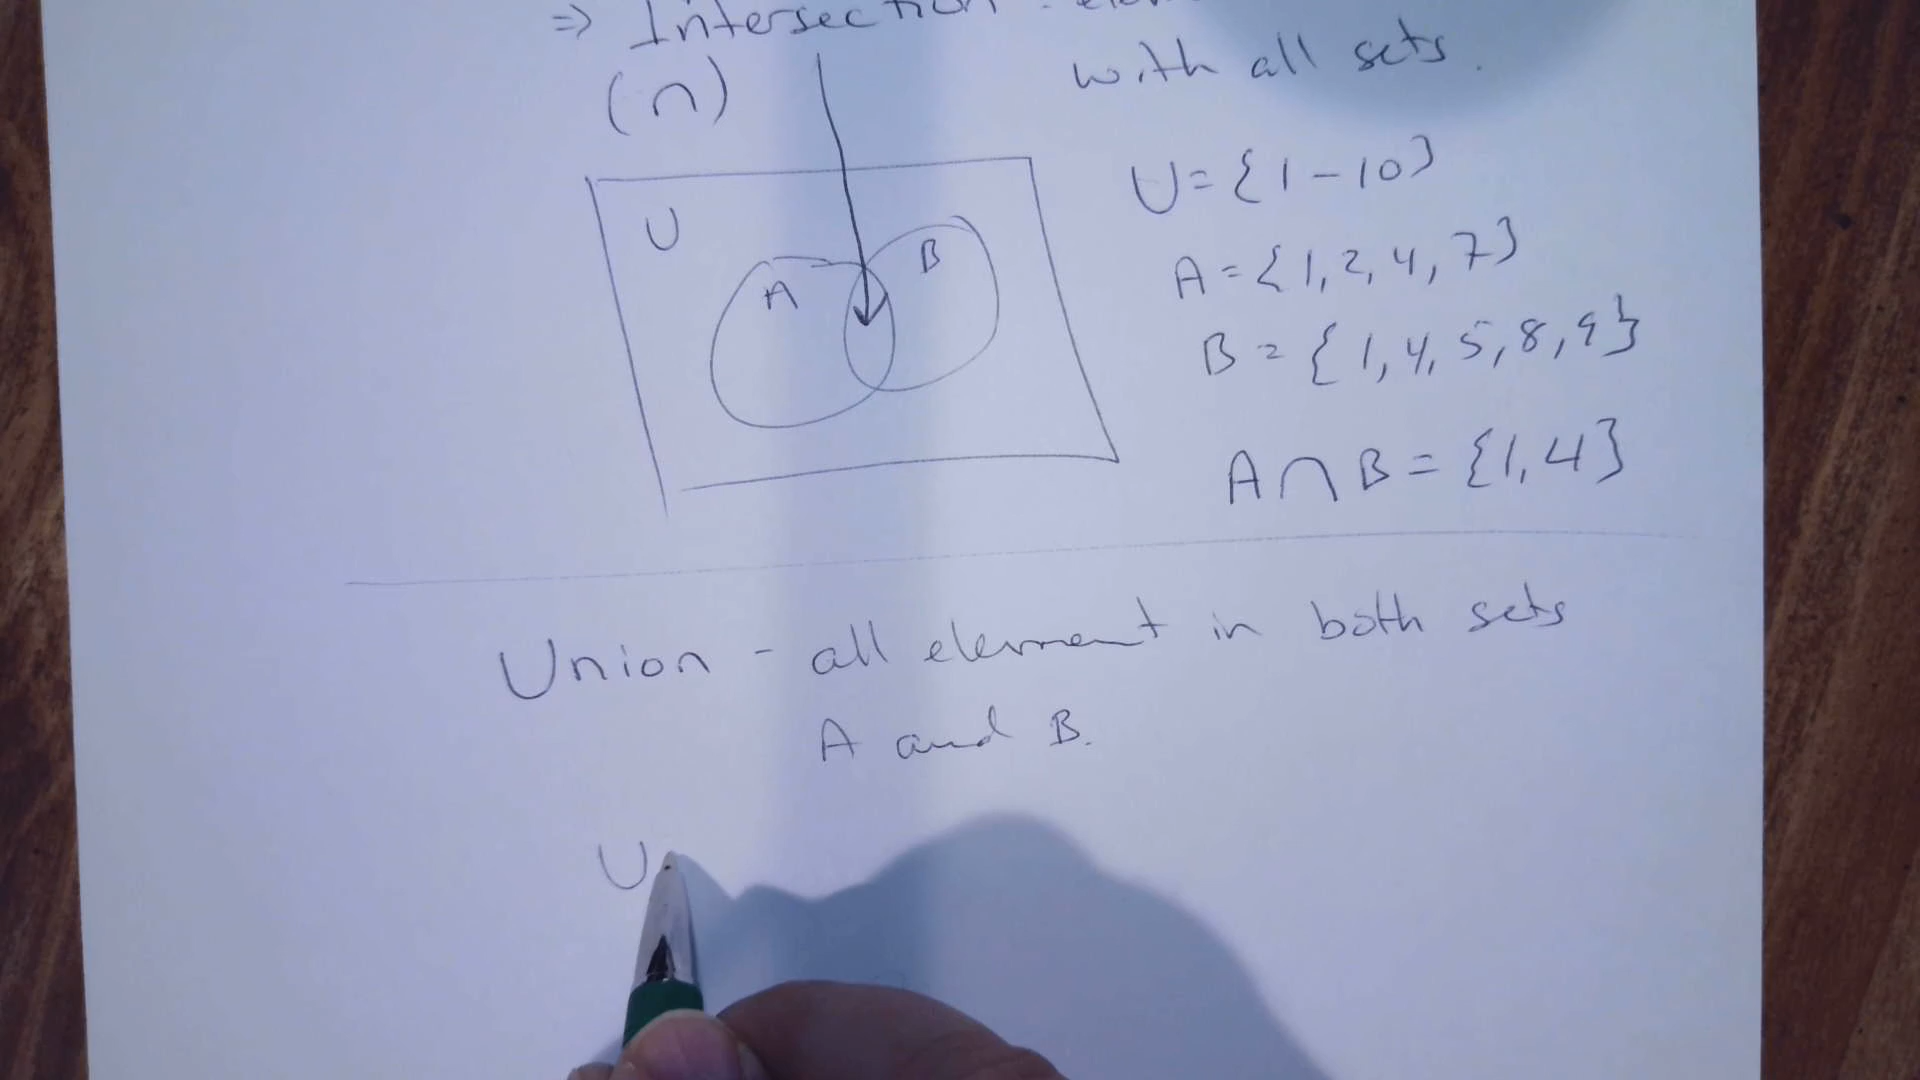 ⇒ Intersection -
with all sets.
(∩)
U
A
B
U = {1 - 10}
A = {1, 2, 4, 7}
B = {1, 4, 5, 8, 9}
A ∩ B = {1, 4}
Union - all element in both sets
A and B.
U